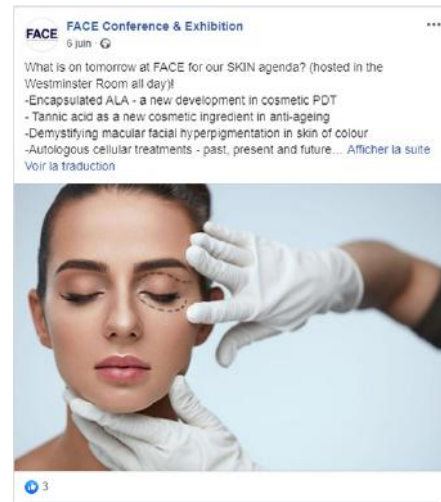 FACE
FACE Conference & Exhibition
6 juin
What is on tomorrow at FACE for our SKIN agenda? (hosted in the
Westminster Room all day)!
-Encapsulated ALA - a new development in cosmetic PDT
- Tannic acid as a new cosmetic ingredient in anti-ageing
-Demystifying macular facial hyperpigmentation in skin of colour
-Autologous cellular treatments - past, present and future... Afficher la suite
Voir la traduction
3